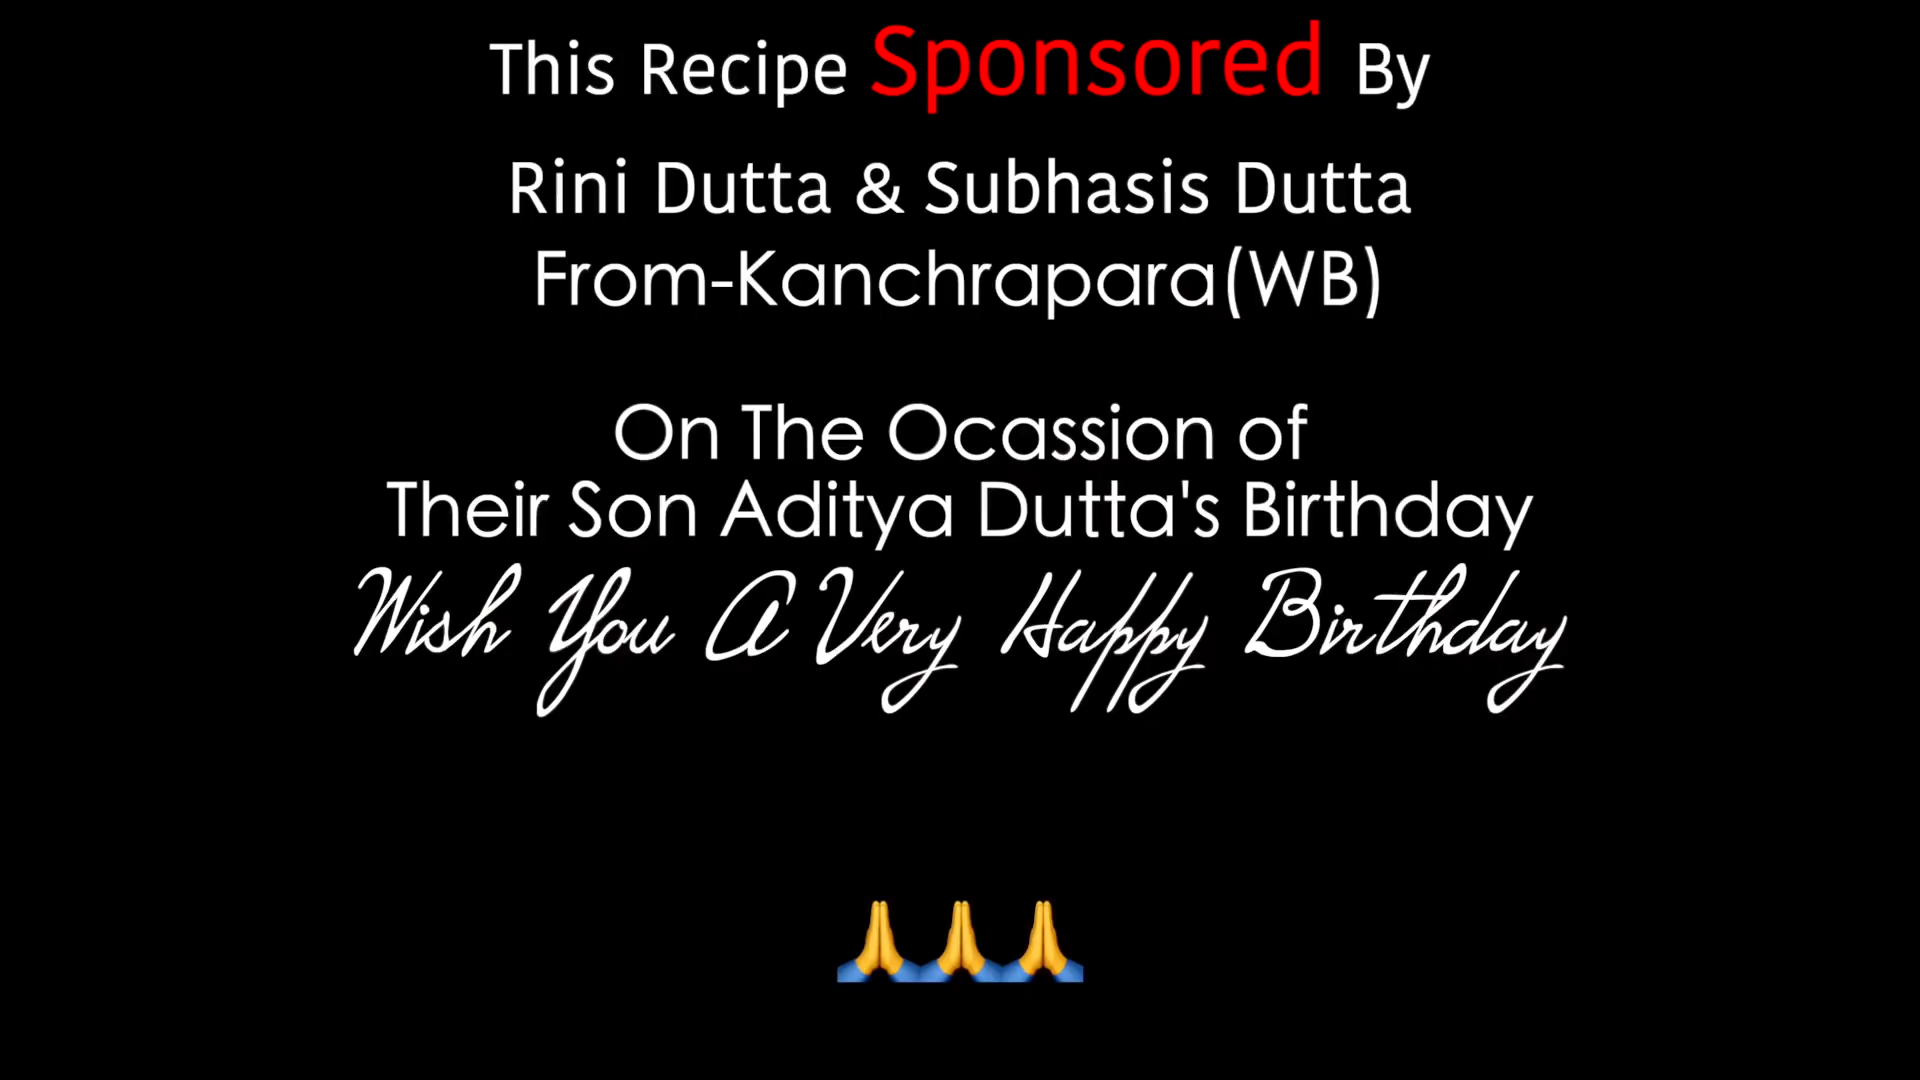 This Recipe Sponsored By
Rini Dutta & Subhasis Dutta
From-Kanchrapara(WB)
On The Ocassion of
Their Son Aditya Dutta's Birthday
Wish You A Very Happy Birthday
🙏🙏🙏